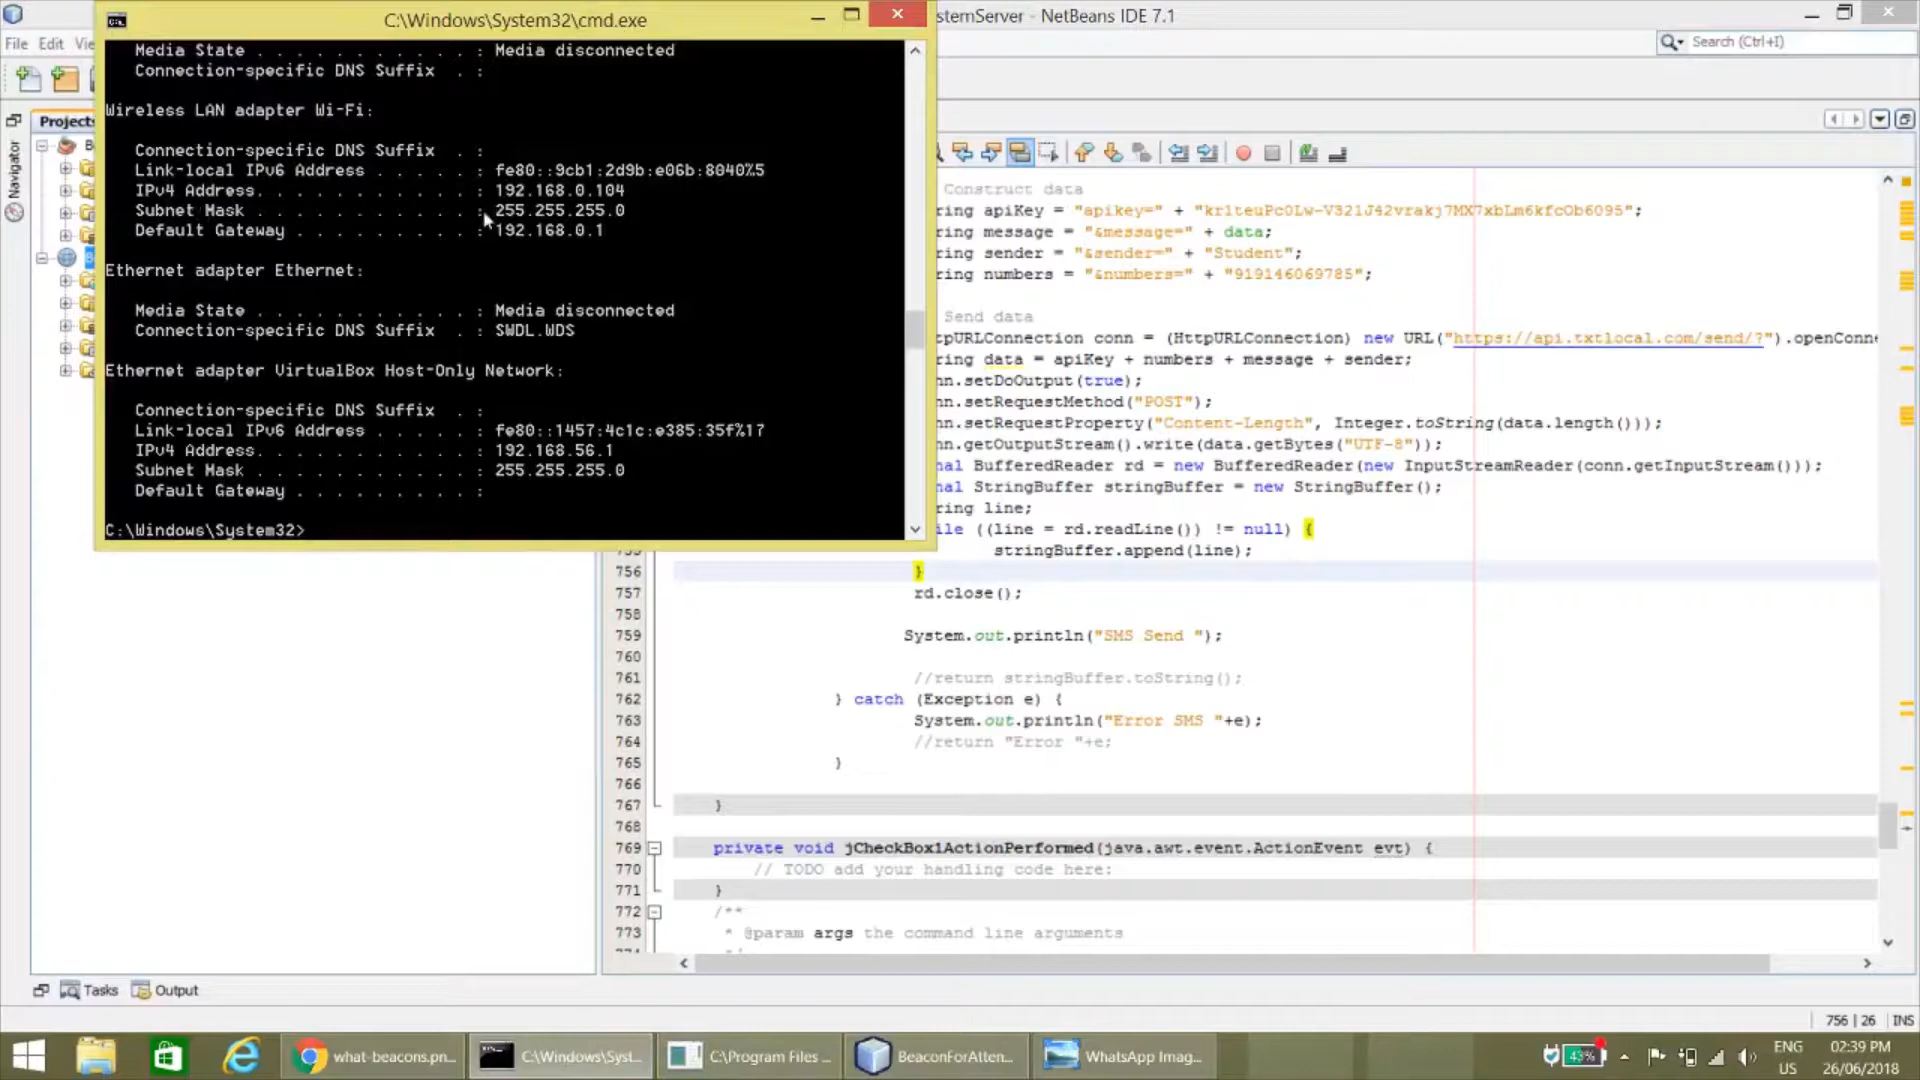 C:\Windows\System32\cmd.exe
sternServer - NetBeans IDE 7.1
File Edit Vie
Search (Ctrl+I)
Projects
Navigator
Media State . . . . . . . . . . . : Media disconnected
Connection-specific DNS Suffix . :
Wireless LAN adapter Wi-Fi:
Connection-specific DNS Suffix . :
Link-local IPv6 Address . . . . . : fe80::9cb1:2d9b:e06b:8040%5
IPv4 Address. . . . . . . . . . . : 192.168.0.104
Subnet Mask . . . . . . . . . . . : 255.255.255.0
Default Gateway . . . . . . . . . : 192.168.0.1
Ethernet adapter Ethernet:
Media State . . . . . . . . . . . : Media disconnected
Connection-specific DNS Suffix . : SWDL.WDS
Ethernet adapter VirtualBox Host-Only Network:
Connection-specific DNS Suffix . :
Link-local IPv6 Address . . . . . : fe80::1457:4c1c:e385:35f%17
IPv4 Address. . . . . . . . . . . : 192.168.56.1
Subnet Mask . . . . . . . . . . . : 255.255.255.0
Default Gateway . . . . . . . . . :
C:\Windows\System32>
Construct data
ring apiKey = "apikey=" + "kr1teuPc0Lw-V321J42vrakj7MX7xbLm6kfcOb6095";
ring message = "&message=" + data;
ring sender = "&sender=" + "Student";
ring numbers = "&numbers=" + "919146069785";
Send data
tpURLConnection conn = (HttpURLConnection) new URL("https://api.txtlocal.com/send/?").openConne
ring data = apiKey + numbers + message + sender;
nn.setDoOutput(true);
nn.setRequestMethod("POST");
nn.setRequestProperty("Content-Length", Integer.toString(data.length()));
nn.getOutputStream().write(data.getBytes("UTF-8"));
nal BufferedReader rd = new BufferedReader(new InputStreamReader(conn.getInputStream()));
nal StringBuffer stringBuffer = new StringBuffer();
ring line;
ile ((line = rd.readLine()) != null) {
755 stringBuffer.append(line);
756 }
757 rd.close();
758
759 System.out.println("SMS Send ");
760
761 //return stringBuffer.toString();
762 } catch (Exception e) {
763 System.out.println("Error SMS "+e);
764 //return "Error "+e;
765 }
766
767 }
768
769 private void jCheckBox1ActionPerformed(java.awt.event.ActionEvent evt) {
770 // TODO add your handling code here:
771 }
772 /**
773 * @param args the command line arguments
Tasks Output
756 | 26 INS
what-beacons.pn...
C:\Windows\Syst...
C:\Program Files ...
BeaconForAtten...
WhatsApp Imag...
43%
ENG
US
02:39 PM
26/06/2018